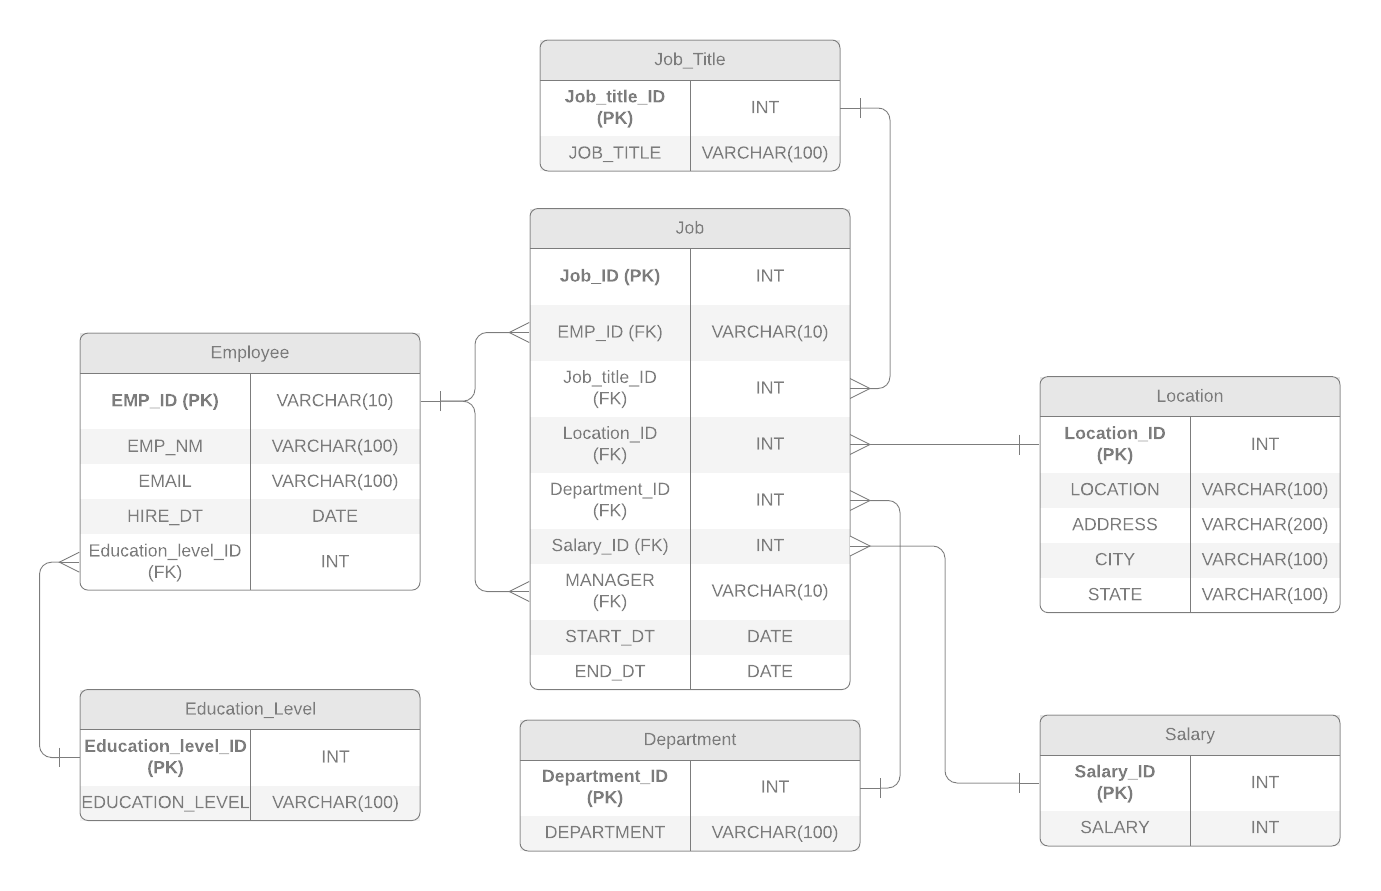 Job_Title
Job_title_ID
(PK)
INT
JOB_TITLE
VARCHAR(100)
Job
Job_ID (PK)
INT
EMP_ID (FK)
VARCHAR(10)
Job_title_ID
(FK)
INT
Location_ID
(FK)
INT
Department_ID
(FK)
INT
Salary_ID (FK)
INT
MANAGER
(FK)
VARCHAR(10)
START_DT
DATE
END_DT
DATE
Employee
EMP_ID (PK)
VARCHAR(10)
EMP_NM
VARCHAR(100)
EMAIL
VARCHAR(100)
HIRE_DT
DATE
Education_level_ID
(FK)
INT
Location
Location_ID
(PK)
INT
LOCATION
VARCHAR(100)
ADDRESS
VARCHAR(200)
CITY
VARCHAR(100)
STATE
VARCHAR(100)
Education_Level
Education_level_ID
(PK)
INT
EDUCATION_LEVEL
VARCHAR(100)
Department
Department_ID
(PK)
INT
DEPARTMENT
VARCHAR(100)
Salary
Salary_ID
(PK)
INT
SALARY
INT